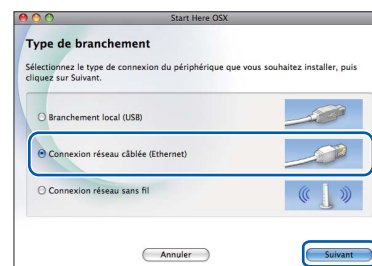 Start Here OSX
Type de branchement
Sélectionnez le type de connexion du périphérique que vous souhaitez installer, puis
cliquez sur Suivant.
Branchement local (USB)
Connexion réseau câblée (Ethernet)
Connexion réseau sans fil
Annuler
Suivant